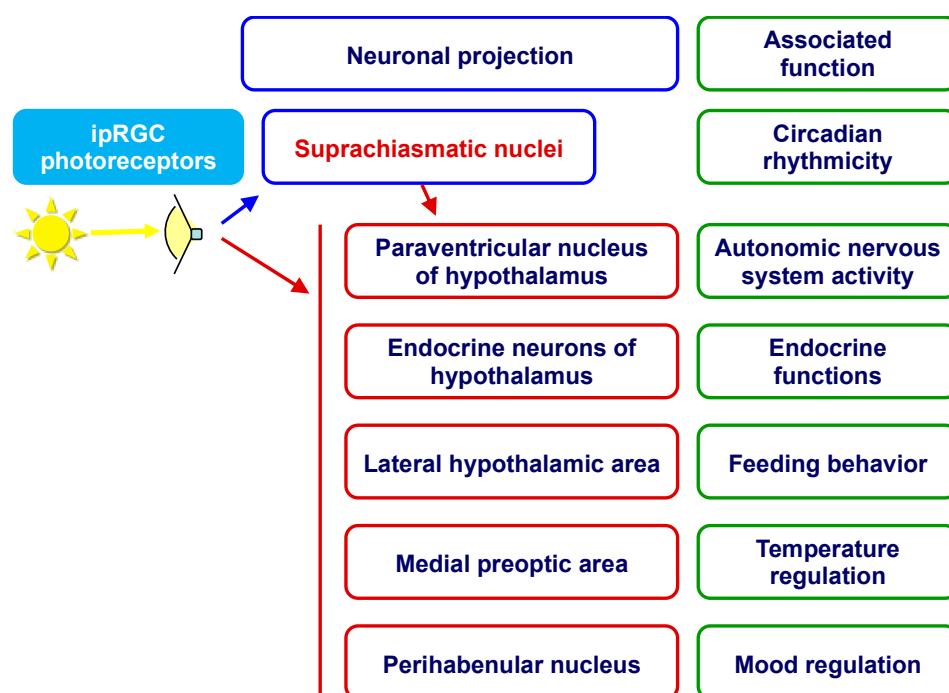 Neuronal projection
Associated
function
ipRGC
photoreceptors
Suprachiasmatic nuclei
Circadian
rhythmicity
Paraventricular nucleus
of hypothalamus
Autonomic nervous
system activity
Endocrine neurons of
hypothalamus
Endocrine
functions
Lateral hypothalamic area
Feeding behavior
Medial preoptic area
Temperature
regulation
Perihabenular nucleus
Mood regulation